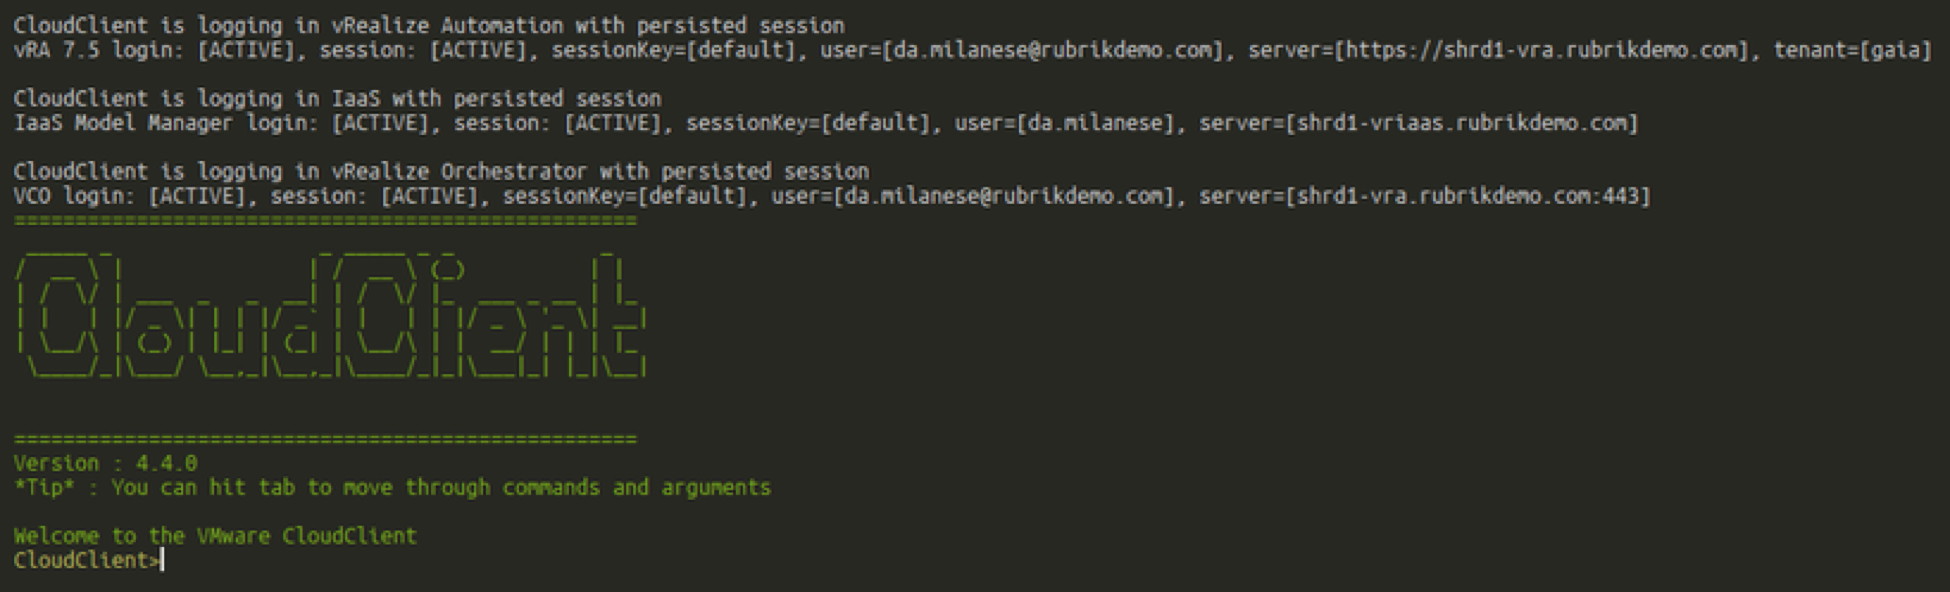 CloudClient is logging in vRealize Automation with persisted session
vRA 7.5 login: [ACTIVE], session: [ACTIVE], sessionKey=[default], user=[da.milanese@rubrikdemo.com], server=[https://shrd1-vra.rubrikdemo.com], tenant=[gaia]
CloudClient is logging in IaaS with persisted session
IaaS Model Manager login: [ACTIVE], session: [ACTIVE], sessionKey=[default], user=[da.milanese], server=[shrd1-vriaas.rubrikdemo.com]
CloudClient is logging in vRealize Orchestrator with persisted session
VCO login: [ACTIVE], session: [ACTIVE], sessionKey=[default], user=[da.milanese@rubrikdemo.com], server=[shrd1-vra.rubrikdemo.com:443]
===================================================
CloudClient
===================================================
Version : 4.4.0
*Tip* : You can hit tab to move through commands and arguments
Welcome to the VMware CloudClient
CloudClient>